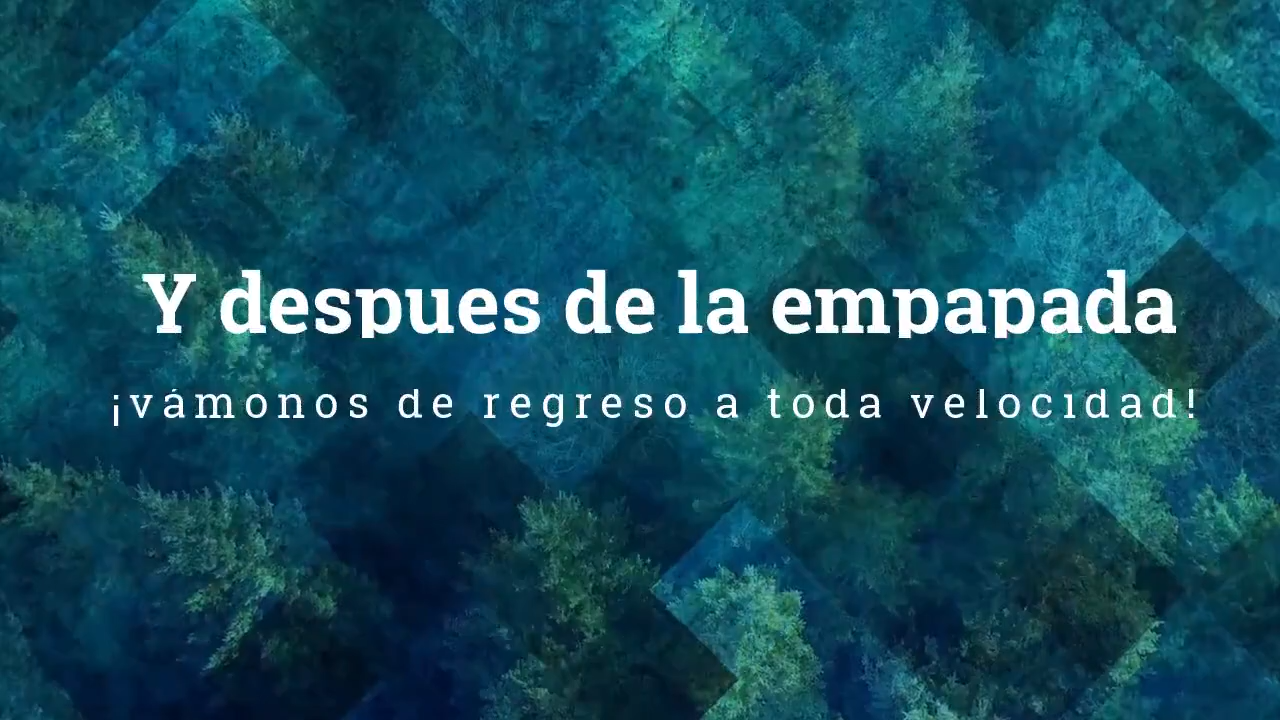 Y despues de la empapada
¡vámonos de regreso a toda velocidad!